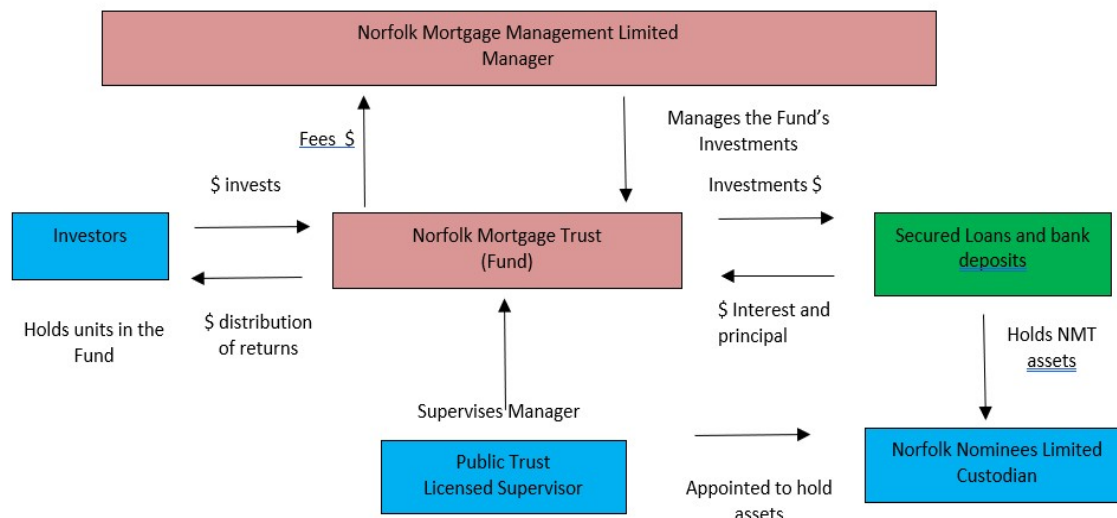 Norfolk Mortgage Management Limited
Manager
Fees $
Manages the Fund's
Investments
$ invests
Investments $
Investors
Norfolk Mortgage Trust
(Fund)
Secured Loans and bank
deposits
Holds units in the
Fund
$ distribution
of returns
$ Interest and
principal
Holds NMT
assets
Supervises Manager
Public Trust
Licensed Supervisor
Appointed to hold
assets
Norfolk Nominees Limited
Custodian